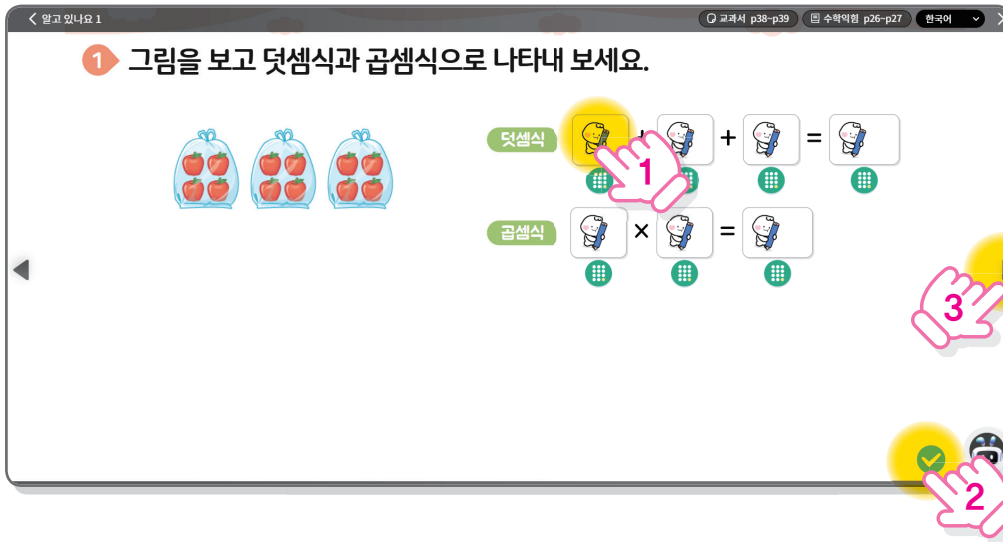 알고 있나요 1
교과서 p38~p39
수학익힘 p26~p27
한국어
1 그림을 보고 덧셈식과 곱셈식으로 나타내 보세요.
덧셈식 + + =
1
곱셈식 × =
3
2